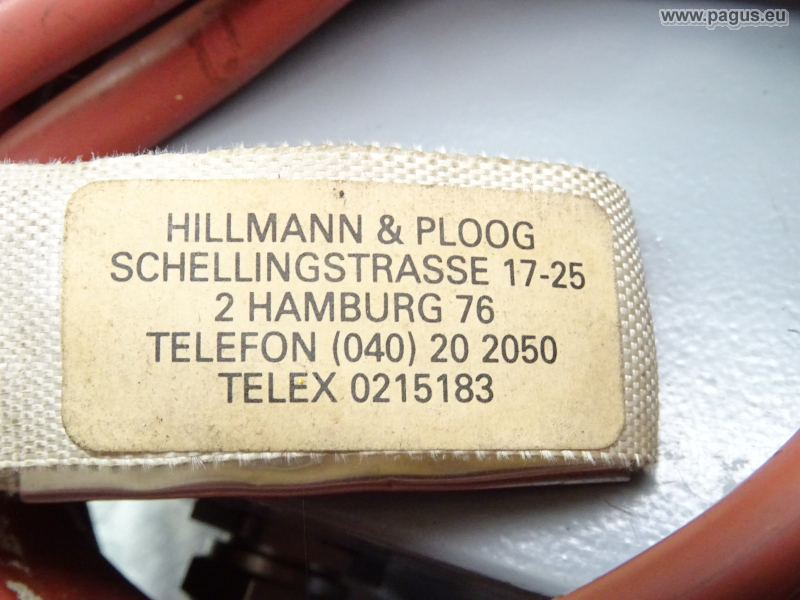 www.pagus.eu
HILLMANN & PLOOG
SCHELLINGSTRASSE 17-25
2 HAMBURG 76
TELEFON (040) 20 2050
TELEX 0215183